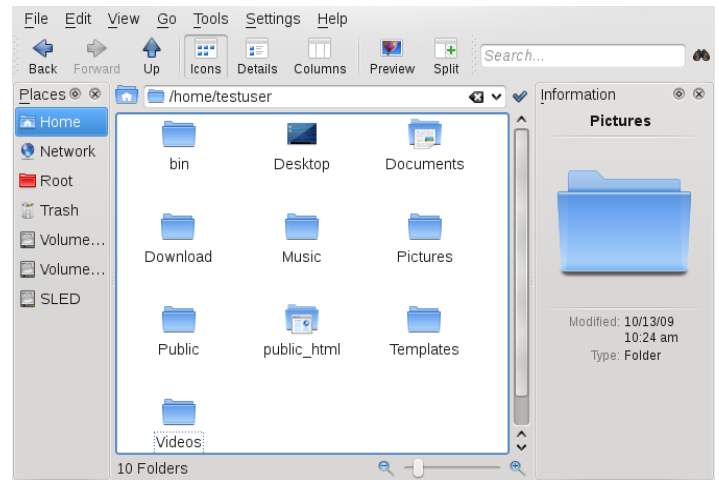 File Edit View Go Tools Settings Help
Back Forward Up Icons Details Columns Preview Split Search...
Places
Home
Network
Root
Trash
Volume...
Volume...
SLED
/home/testuser
bin Desktop Documents
Download Music Pictures
Public public_html Templates
Videos
10 Folders
Information
Pictures
Modified: 10/13/09
10:24 am
Type: Folder